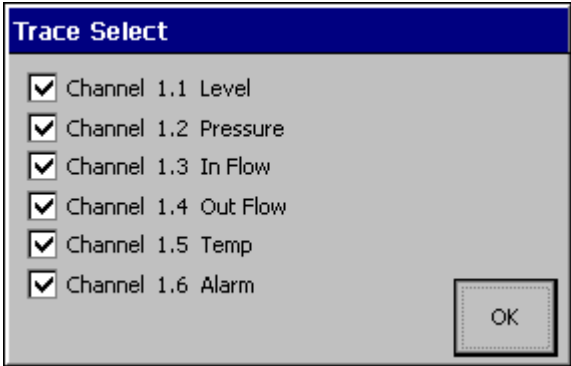 Trace Select
Channel 1.1 Level
Channel 1.2 Pressure
Channel 1.3 In Flow
Channel 1.4 Out Flow
Channel 1.5 Temp
Channel 1.6 Alarm
OK